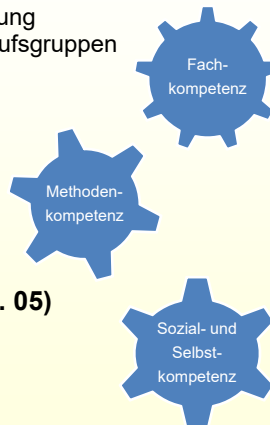 ung
ufsgruppen
Fach-
kompetenz
Methoden-
kompetenz
. 05)
Sozial- und
Selbst-
kompetenz